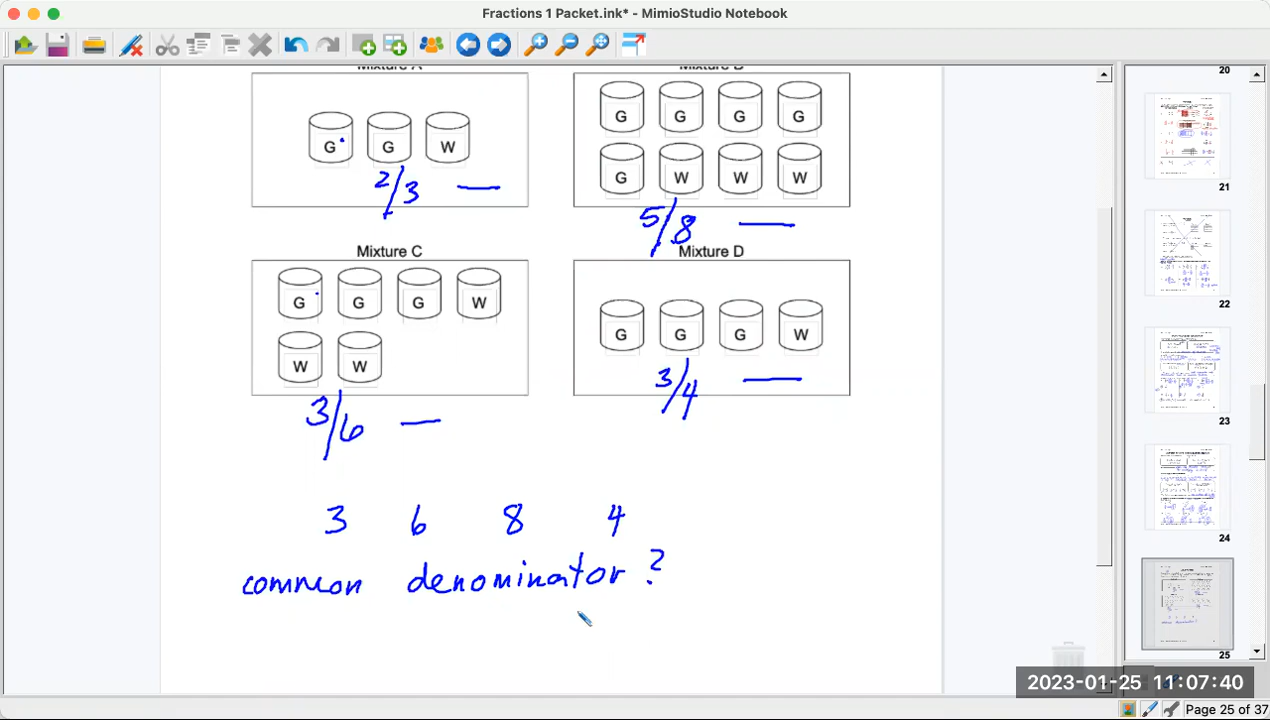 Fractions 1 Packet.ink* - MimioStudio Notebook
Mixture A
G G W
2/3
G G G G
G W W W
5/8
Mixture C
G G G W
W W
3/6
Mixture D
G G G W
3/4
3 6 8 4
common denominator?
20
21
22
23
24
25
2023-01-25 11:07:40
Page 25 of 37